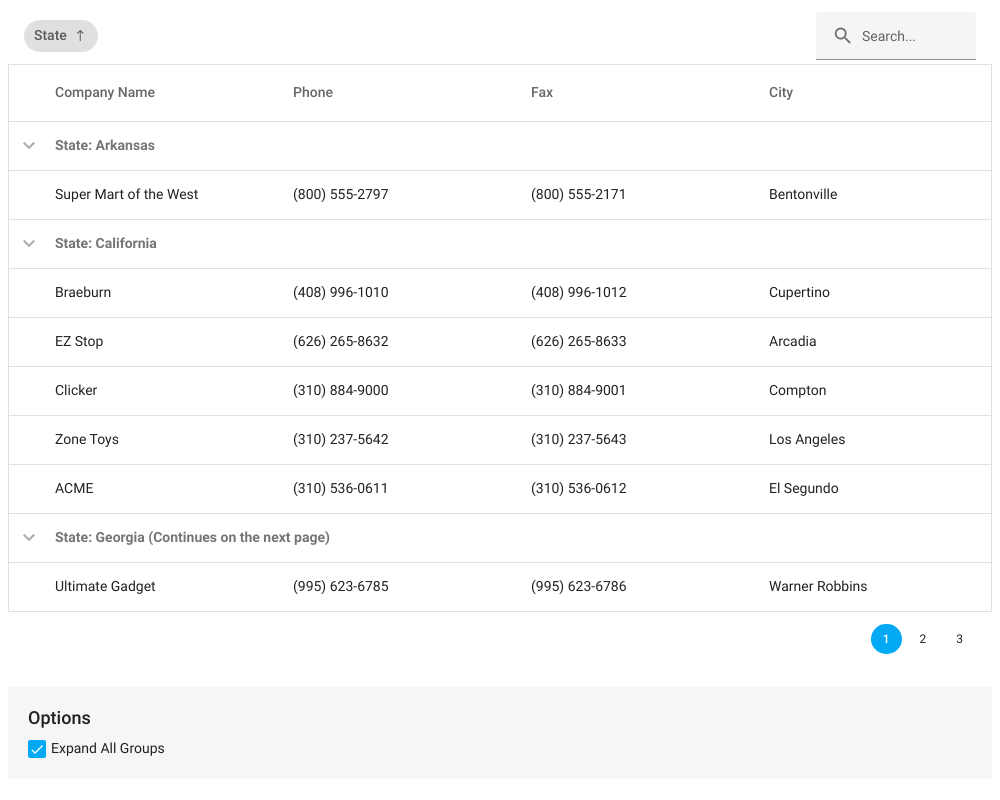 State ↑
Search...
Company Name Phone Fax City
State: Arkansas
Super Mart of the West (800) 555-2797 (800) 555-2171 Bentonville
State: California
Braeburn (408) 996-1010 (408) 996-1012 Cupertino
EZ Stop (626) 265-8632 (626) 265-8633 Arcadia
Clicker (310) 884-9000 (310) 884-9001 Compton
Zone Toys (310) 237-5642 (310) 237-5643 Los Angeles
ACME (310) 536-0611 (310) 536-0612 El Segundo
State: Georgia (Continues on the next page)
Ultimate Gadget (995) 623-6785 (995) 623-6786 Warner Robbins
1 2 3
Options
Expand All Groups